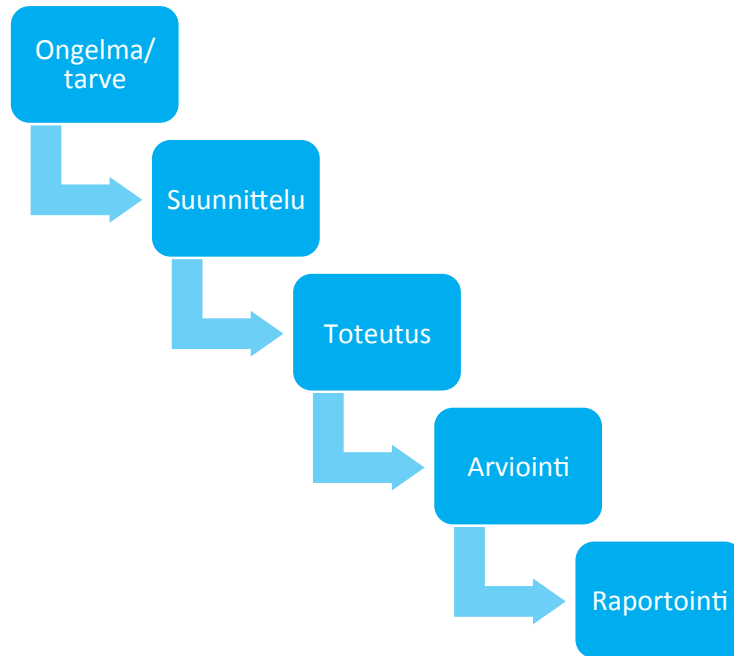 Ongelma/
tarve
Suunnittelu
Toteutus
Arviointi
Raportointi